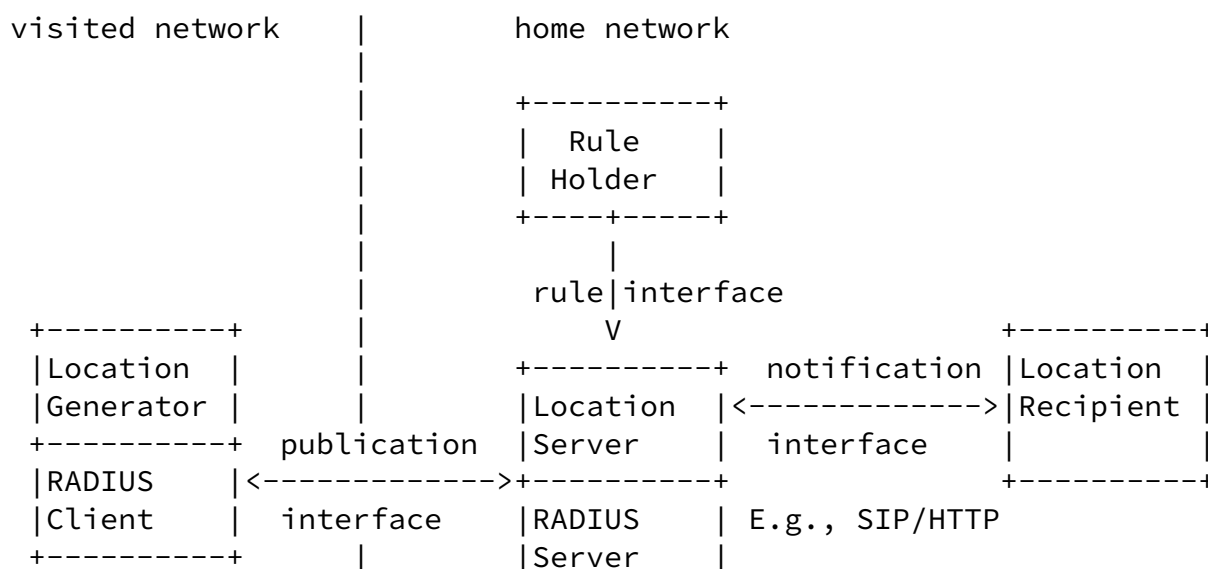 visited network | home network
|
| +----------+
| | Rule |
| | Holder |
| +----+-----+
| |
| rule|interface
+----------+ | V +----------+
|Location | | +----------+ notification |Location |
|Generator | | |Location |<------------->|Recipient |
+----------+ publication |Server | interface | |
|RADIUS |<------------->+----------+ +----------+
|Client | interface |RADIUS | E.g., SIP/HTTP
+----------+ | |Server |